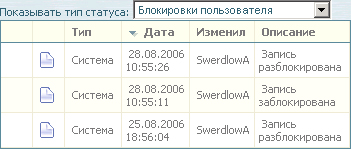 Показывать тип статуса: Блокировки пользователя
Тип Дата Изменил Описание
Система 28.08.2006 10:55:26 SwerdlowA Запись разблокирована
Система 28.08.2006 10:55:11 SwerdlowA Запись заблокирована
Система 25.08.2006 18:56:04 SwerdlowA Запись разблокирована